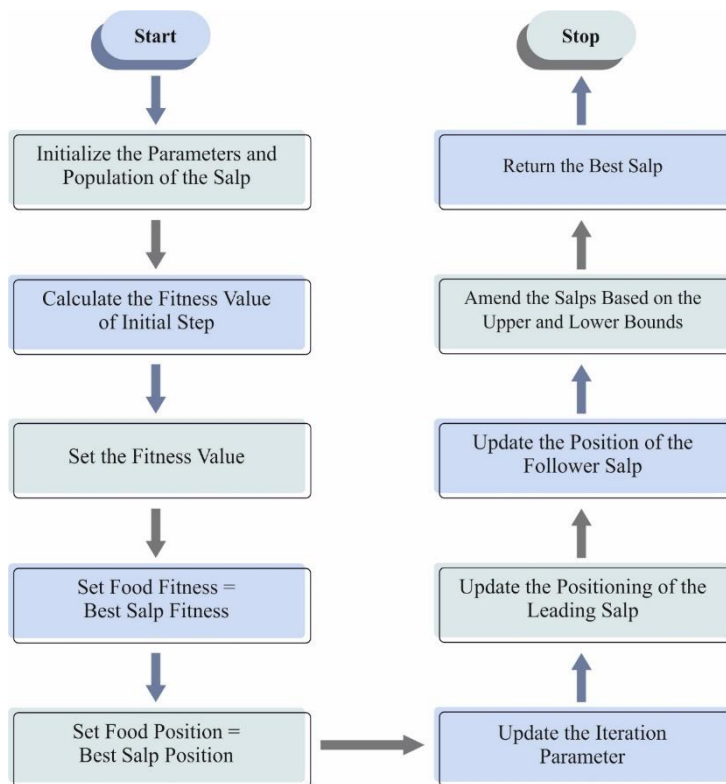 Start
Initialize the Parameters and
Population of the Salp
Calculate the Fitness Value
of Initial Step
Set the Fitness Value
Set Food Fitness =
Best Salp Fitness
Set Food Position =
Best Salp Position
Update the Iteration
Parameter
Update the Positioning of the
Leading Salp
Update the Position of the
Follower Salp
Amend the Salps Based on the
Upper and Lower Bounds
Return the Best Salp
Stop